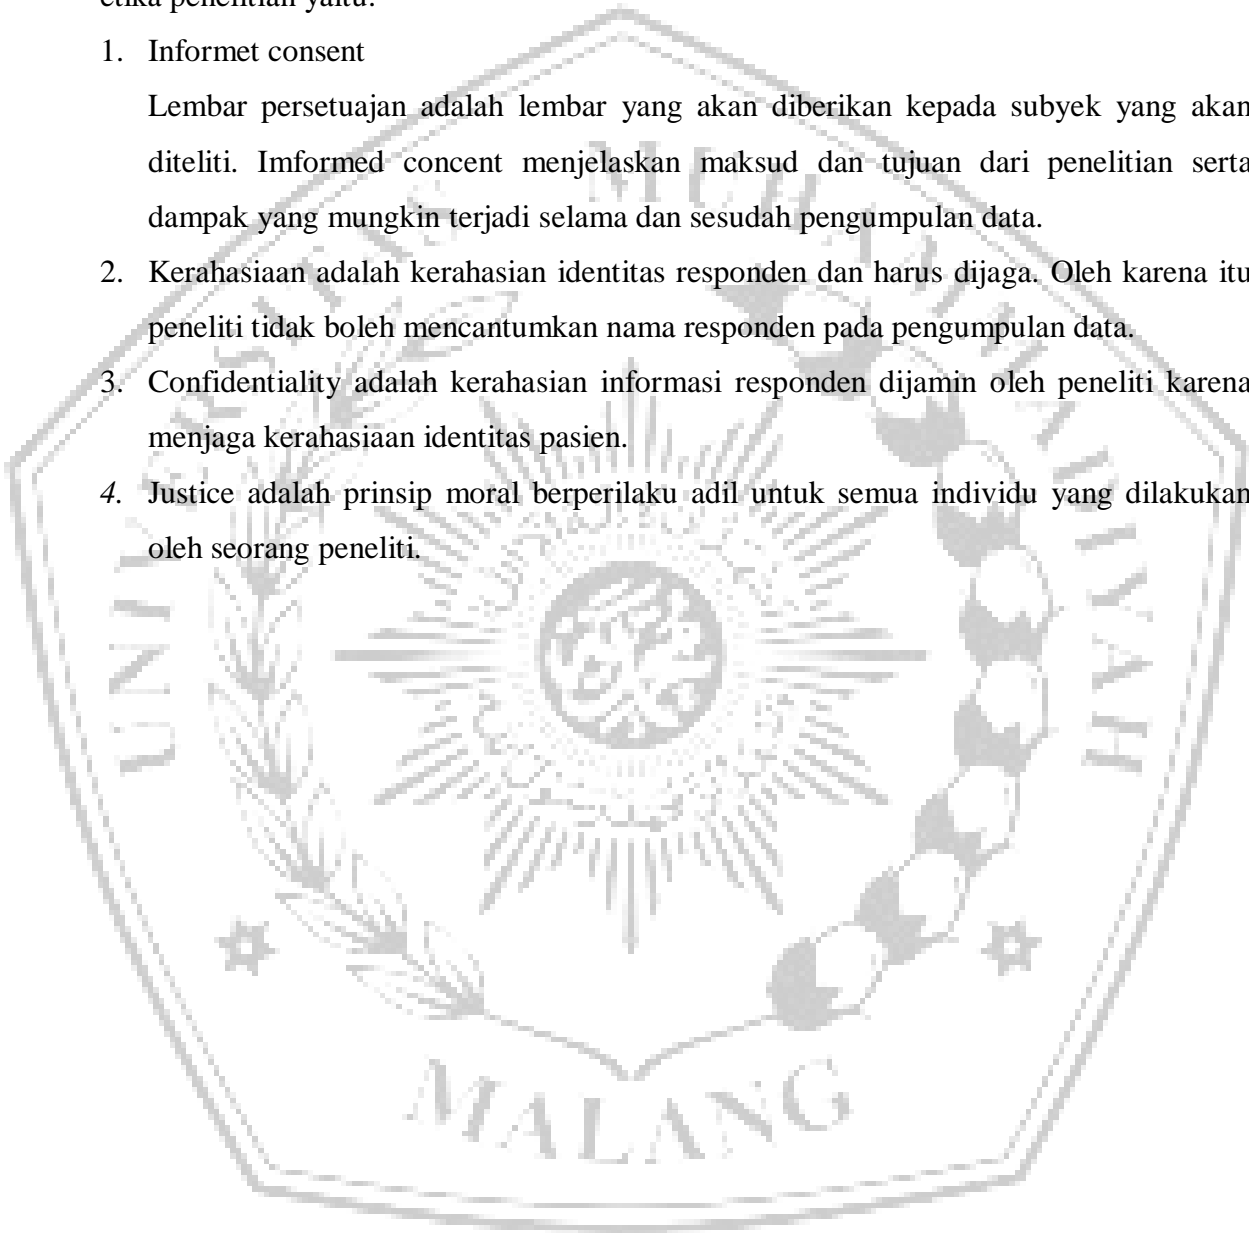 etika penelitian yaitu:
1. Informet consent
Lembar persetuajan adalah lembar yang akan diberikan kepada subyek yang akan
diteliti. Imformed concent menjelaskan maksud dan tujuan dari penelitian serta
dampak yang mungkin terjadi selama dan sesudah pengumpulan data.
2. Kerahasiaan adalah kerahasian identitas responden dan harus dijaga. Oleh karena itu
peneliti tidak boleh mencantumkan nama responden pada pengumpulan data.
3. Confidentiality adalah kerahasian informasi responden dijamin oleh peneliti karena
menjaga kerahasiaan identitas pasien.
4. Justice adalah prinsip moral berperilaku adil untuk semua individu yang dilakukan
oleh seorang peneliti.
UNIVERSITAS MUHAMMADIYAH
MALANG